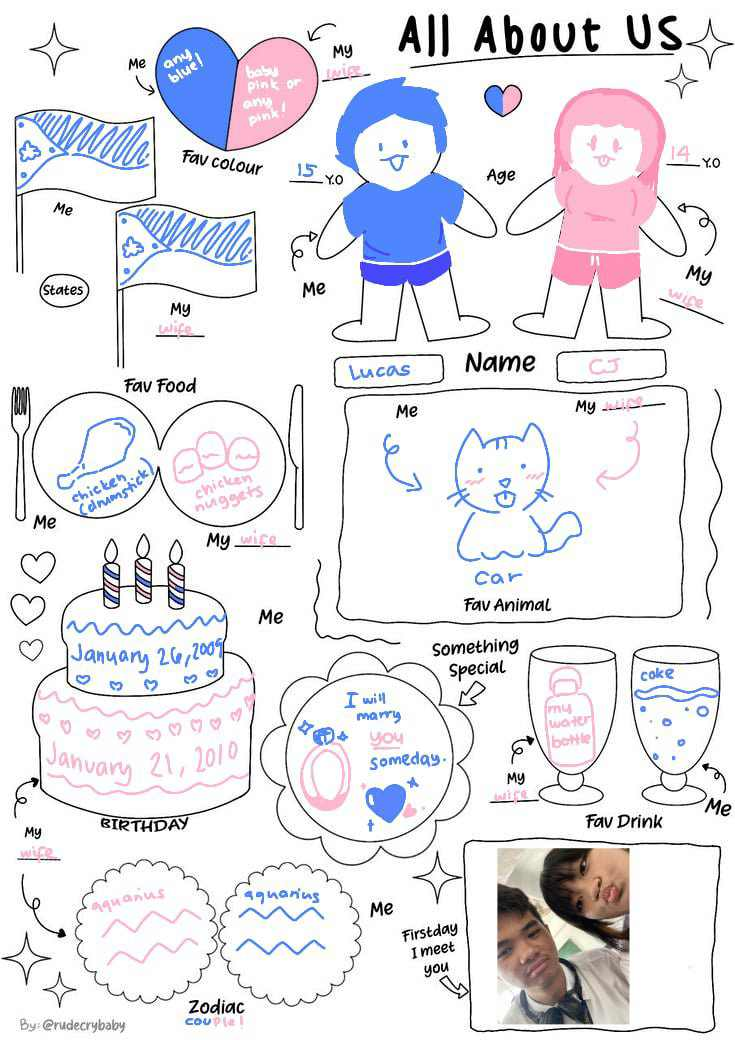 All About US
Me
any
blue!
baby
pink or
any
pink!
My
wife
Fav colour
Me
My
wife
States
15 Y.O
Age
14 Y.O
Me
My
wife
Lucas
Name
CJ
Fav Food
chicken
(drumstick)
chicken
nuggets
Me
My wife
Me
My wife
car
Fav Animal
January 26, 2009
January 21, 2010
Me
BIRTHDAY
My
wife
Something
Special
I will
marry
you
someday.
my
water
bottle
coke
My
wife
Me
Fav Drink
aquarius
aquarius
Me
Zodiac
couple!
Firstday
I meet
you
By: @rudecrybaby